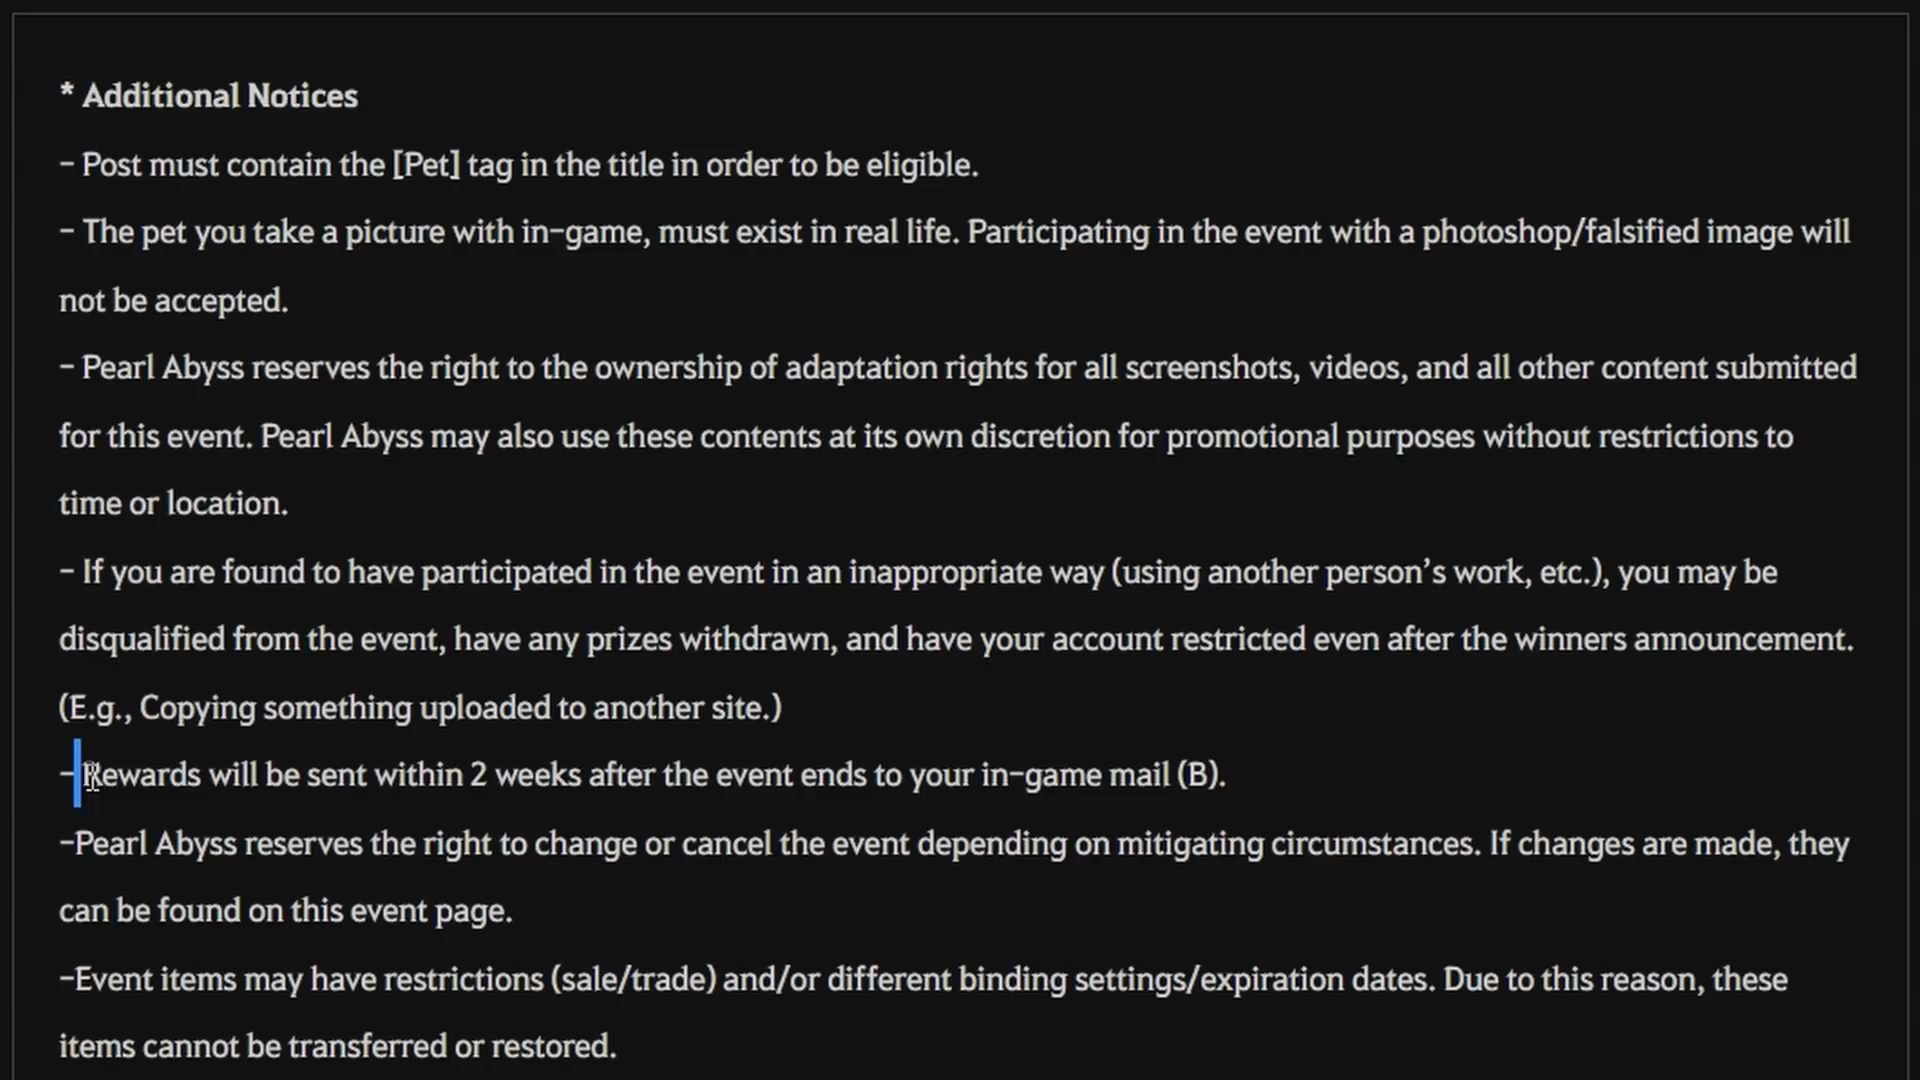 * Additional Notices
- Post must contain the [Pet] tag in the title in order to be eligible.
- The pet you take a picture with in-game, must exist in real life. Participating in the event with a photoshop/falsified image will
not be accepted.
- Pearl Abyss reserves the right to the ownership of adaptation rights for all screenshots, videos, and all other content submitted
for this event. Pearl Abyss may also use these contents at its own discretion for promotional purposes without restrictions to
time or location.
- If you are found to have participated in the event in an inappropriate way (using another person’s work, etc.), you may be
disqualified from the event, have any prizes withdrawn, and have your account restricted even after the winners announcement.
(E.g., Copying something uploaded to another site.)
- Rewards will be sent within 2 weeks after the event ends to your in-game mail (B).
-Pearl Abyss reserves the right to change or cancel the event depending on mitigating circumstances. If changes are made, they
can be found on this event page.
-Event items may have restrictions (sale/trade) and/or different binding settings/expiration dates. Due to this reason, these
items cannot be transferred or restored.